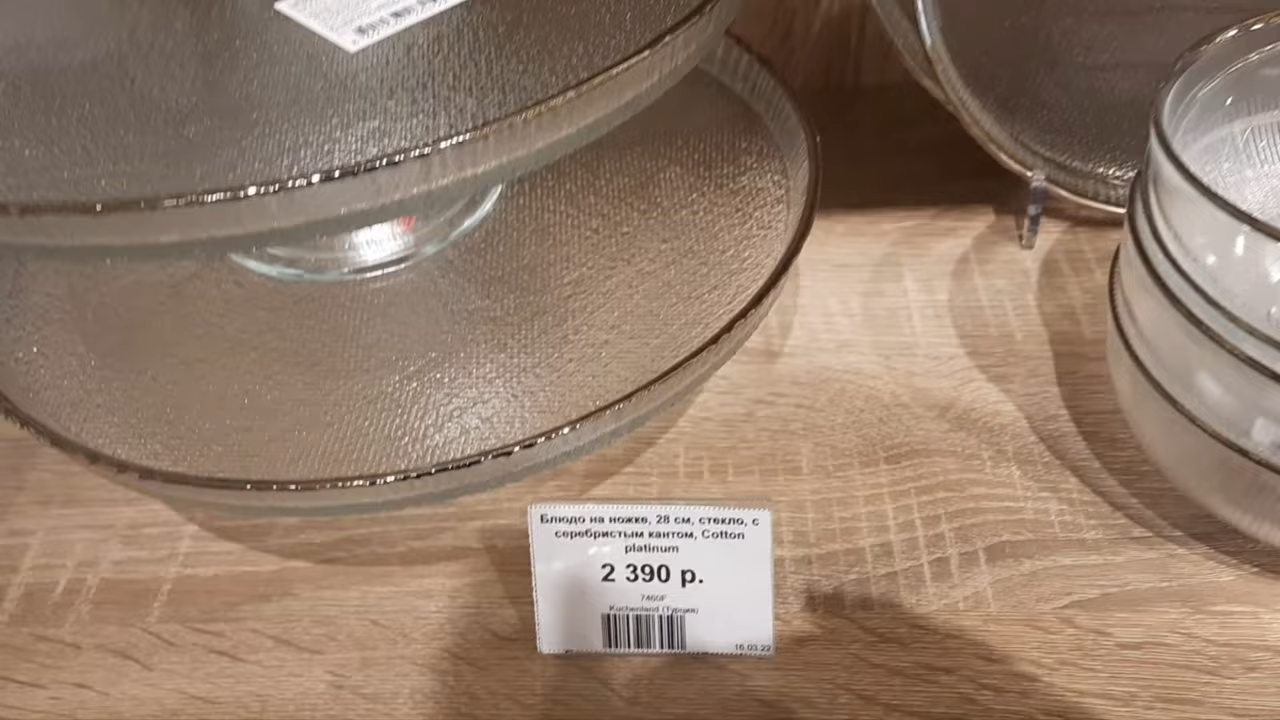 Блюдо на ножке, 28 см, стекло, с
серебристым кантом, Cotton
platinum
2 390 р.
7460F
Kuchenland (Турция)
16.03.22